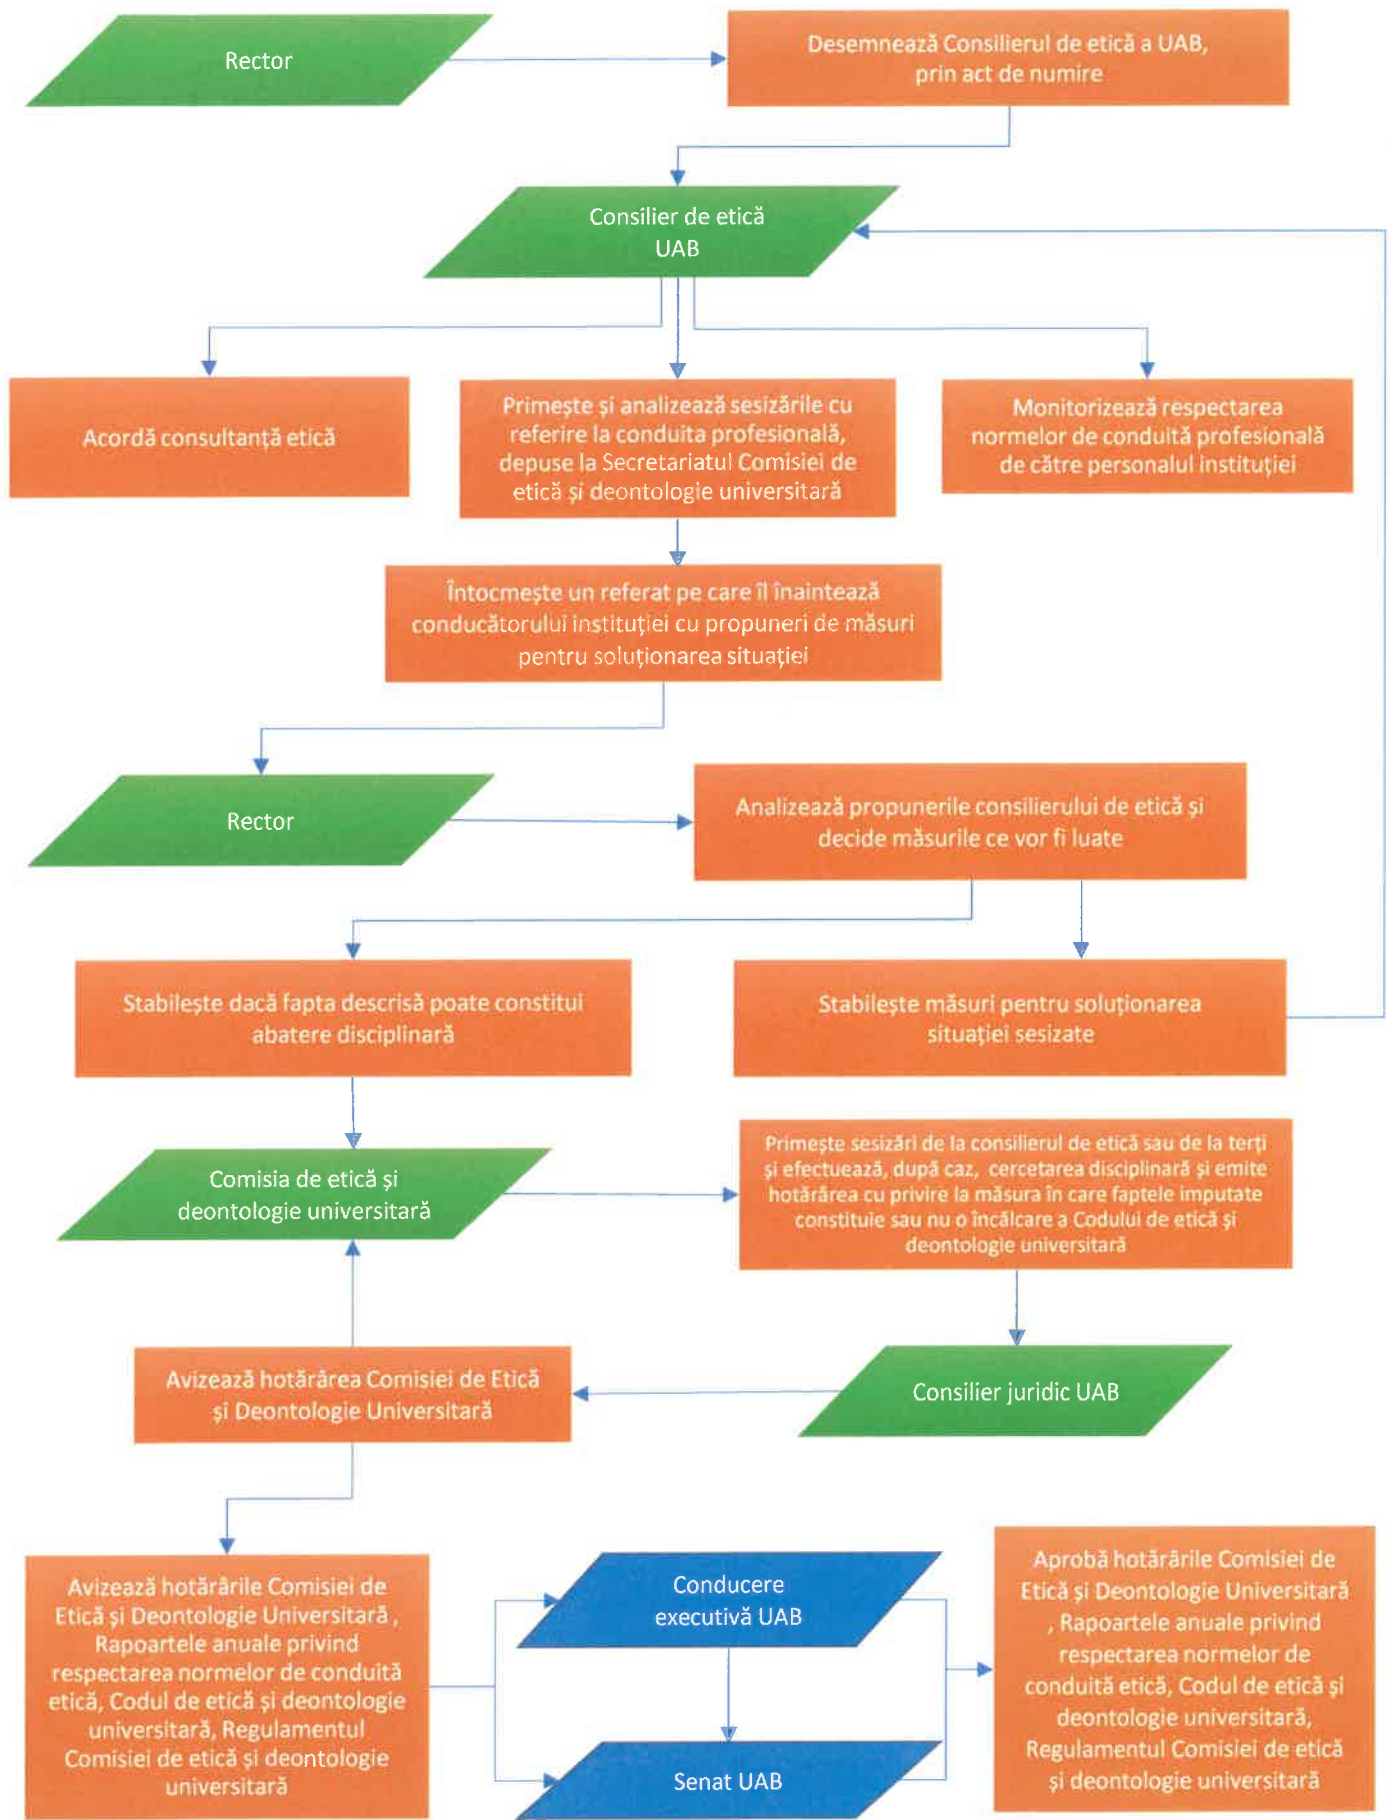 Rector
Desemnează Consilierul de etică a UAB,
prin act de numire
Consilier de etică
UAB
Acordă consultanță etică
Primește și analizează sesizările cu
referire la conduita profesională,
depuse la Secretariatul Comisiei de
etică și deontologie universitară
Monitorizează respectarea
normelor de conduită profesională
de către personalul instituției
Întocmește un referat pe care îl înaintează
conducătorului instituției cu propuneri de măsuri
pentru soluționarea situației
Rector
Analizează propunerile consilierului de etică și
decide măsurile ce vor fi luate
Stabilește dacă fapta descrisă poate constitui
abatere disciplinară
Stabilește măsuri pentru soluționarea
situației sesizate
Comisia de etică și
deontologie universitară
Primește sesizări de la consilierul de etică sau de la terți
și efectuează, după caz, cercetarea disciplinară și emite
hotărârea cu privire la măsura în care faptele imputate
constituie sau nu o încălcare a Codului de etică și
deontologie universitară
Avizează hotărârea Comisiei de Etică
și Deontologie Universitară
Consilier juridic UAB
Avizează hotărârile Comisiei de
Etică și Deontologie Universitară ,
Rapoartele anuale privind
respectarea normelor de conduită
etică, Codul de etică și deontologie
universitară, Regulamentul
Comisiei de etică și deontologie
universitară
Conducere
executivă UAB
Senat UAB
Aprobă hotărârile Comisiei de
Etică și Deontologie Universitară
, Rapoartele anuale privind
respectarea normelor de
conduită etică, Codul de etică și
deontologie universitară,
Regulamentul Comisiei de etică
și deontologie universitară